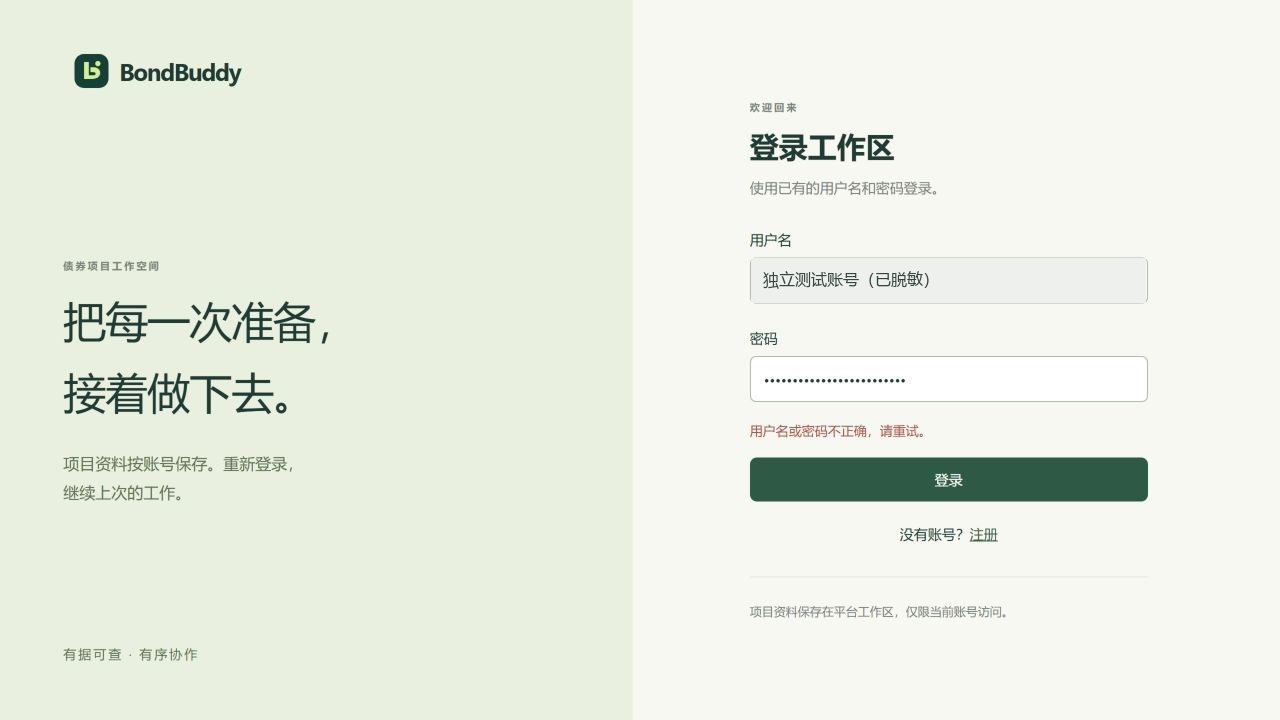 BondBuddy
债券项目工作空间
把每一次准备，
接着做下去。
项目资料按账号保存。重新登录，
继续上次的工作。
有据可查 · 有序协作
欢迎回来
登录工作区
使用已有的用户名和密码登录。
用户名
独立测试账号（已脱敏）
密码
•••••••••••••••••••••••••
用户名或密码不正确，请重试。
登录
没有账号？注册
项目资料保存在平台工作区，仅限当前账号访问。